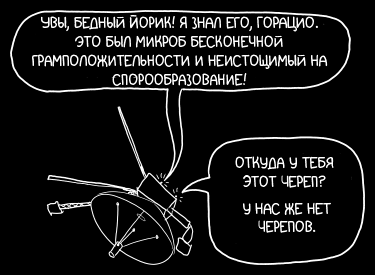 УВЫ, БЕДНЫЙ ЙОРИК! Я ЗНАЛ ЕГО, ГОРАЦИО.
ЭТО БЫЛ МИКРОБ БЕСКОНЕЧНОЙ
ГРАМПОЛОЖИТЕЛЬНОСТИ И НЕИСТОЩИМЫЙ НА
СПОРООБРАЗОВАНИЕ!
ОТКУДА У ТЕБЯ
ЭТОТ ЧЕРЕП?
У НАС ЖЕ НЕТ
ЧЕРЕПОВ.